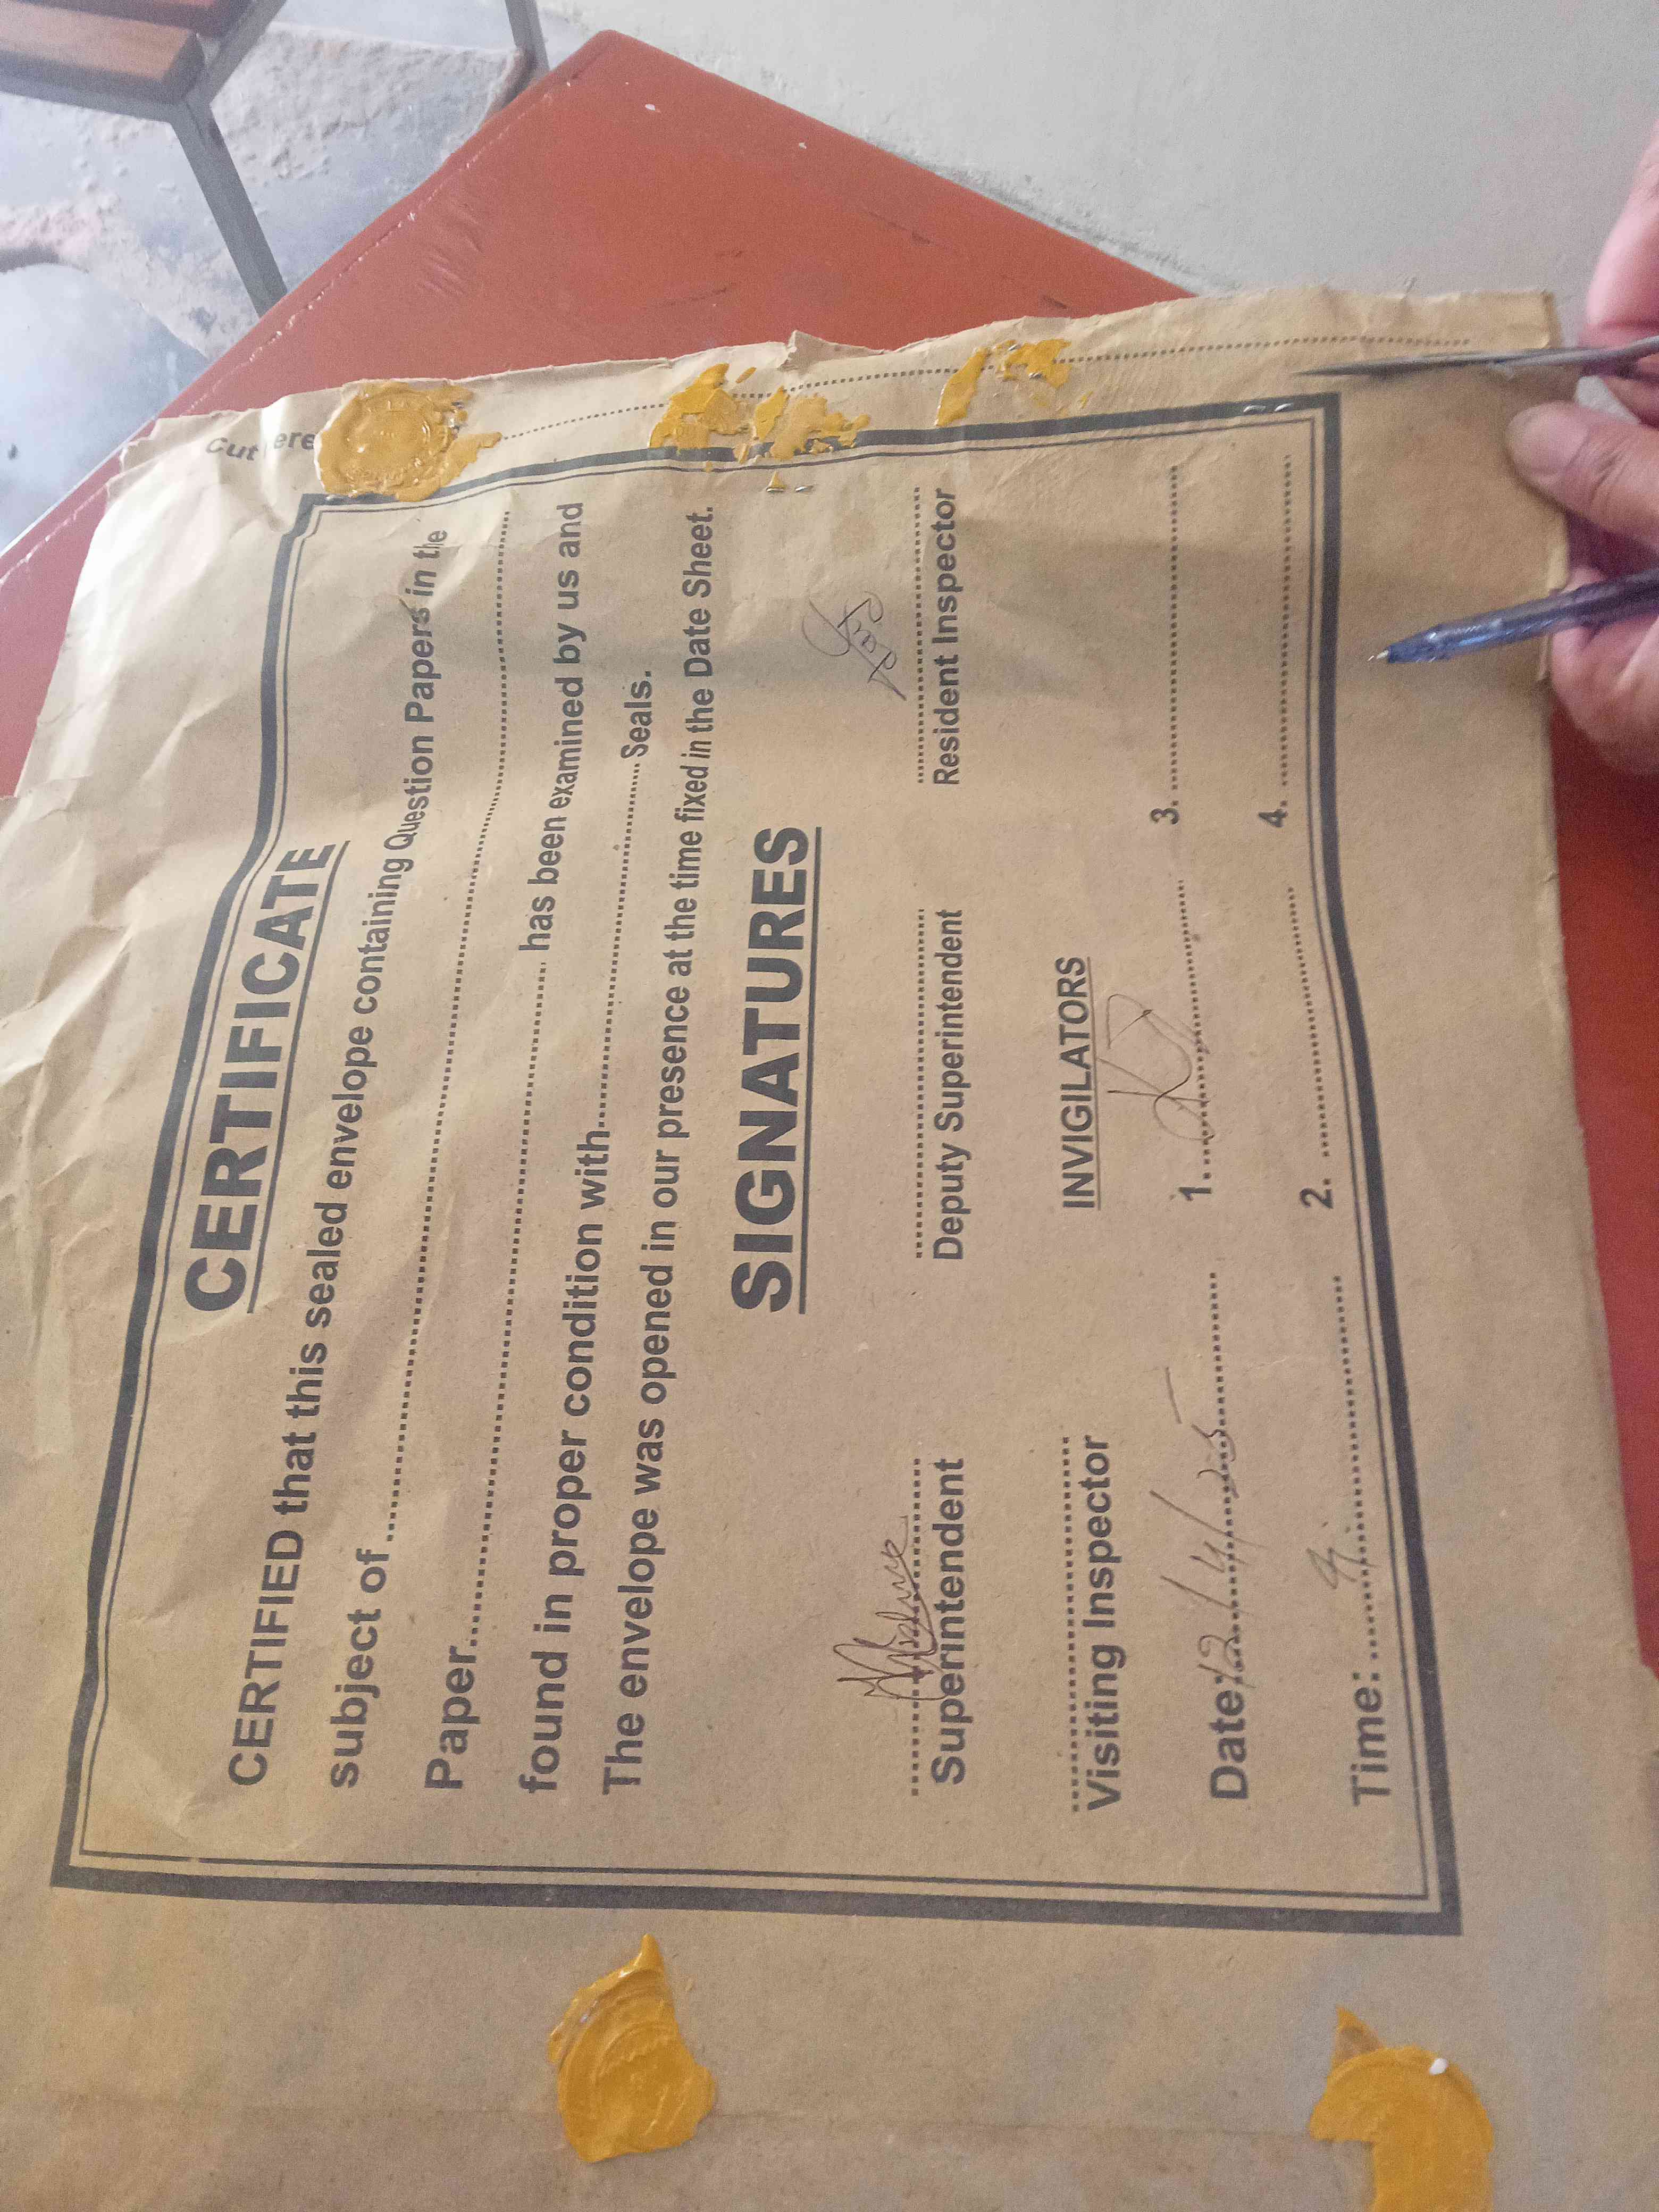 Cut ere
CERTIFICATE
CERTIFIED that this sealed envelope containing Question Papers in the
subject of
Paper has been examined by us and
found in proper condition with Seals.
The envelope was opened in our presence at the time fixed in the Date Sheet.
SIGNATURES
Superintendent Deputy Superintendent Resident Inspector
Visiting Inspector INVIGILATORS
Date: 12/4/25 1. 3.
Time: 2. 4.